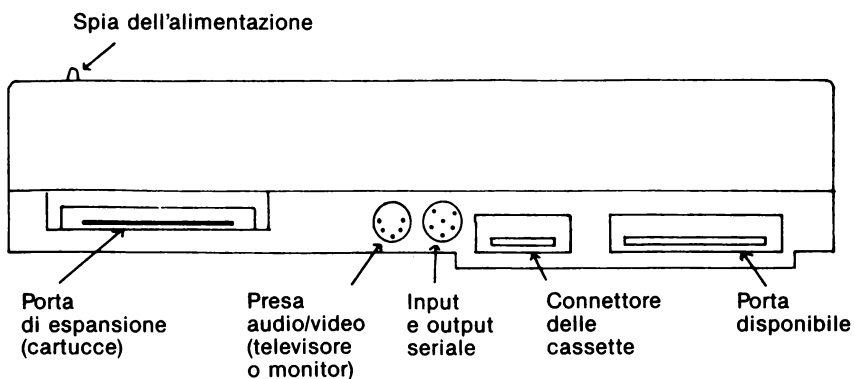 Spia dell'alimentazione
Porta
di espansione
(cartucce)
Presa
audio/video
(televisore
o monitor)
Input
e output
seriale
Connettore
delle
cassette
Porta
disponibile